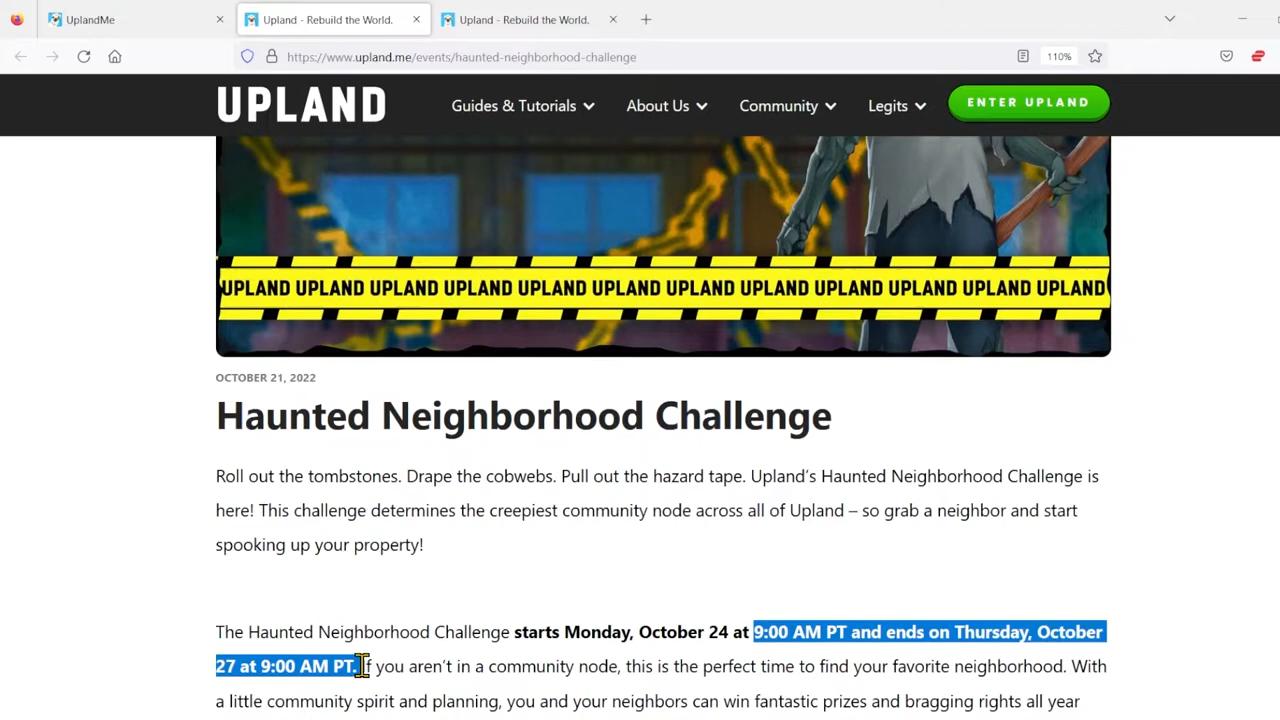 UplandMe
Upland - Rebuild the World.
Upland - Rebuild the World.
https://www.upland.me/events/haunted-neighborhood-challenge
110%
UPLAND
Guides & Tutorials
About Us
Community
Legits
ENTER UPLAND
UPLAND UPLAND UPLAND UPLAND UPLAND UPLAND UPLAND UPLAND UPLAND UPLAND UPLAND UPLAND
OCTOBER 21, 2022
Haunted Neighborhood Challenge
Roll out the tombstones. Drape the cobwebs. Pull out the hazard tape. Upland’s Haunted Neighborhood Challenge is
here! This challenge determines the creepiest community node across all of Upland – so grab a neighbor and start
spooking up your property!
The Haunted Neighborhood Challenge starts Monday, October 24 at 9:00 AM PT and ends on Thursday, October
27 at 9:00 AM PT. If you aren’t in a community node, this is the perfect time to find your favorite neighborhood. With
a little community spirit and planning, you and your neighbors can win fantastic prizes and bragging rights all year